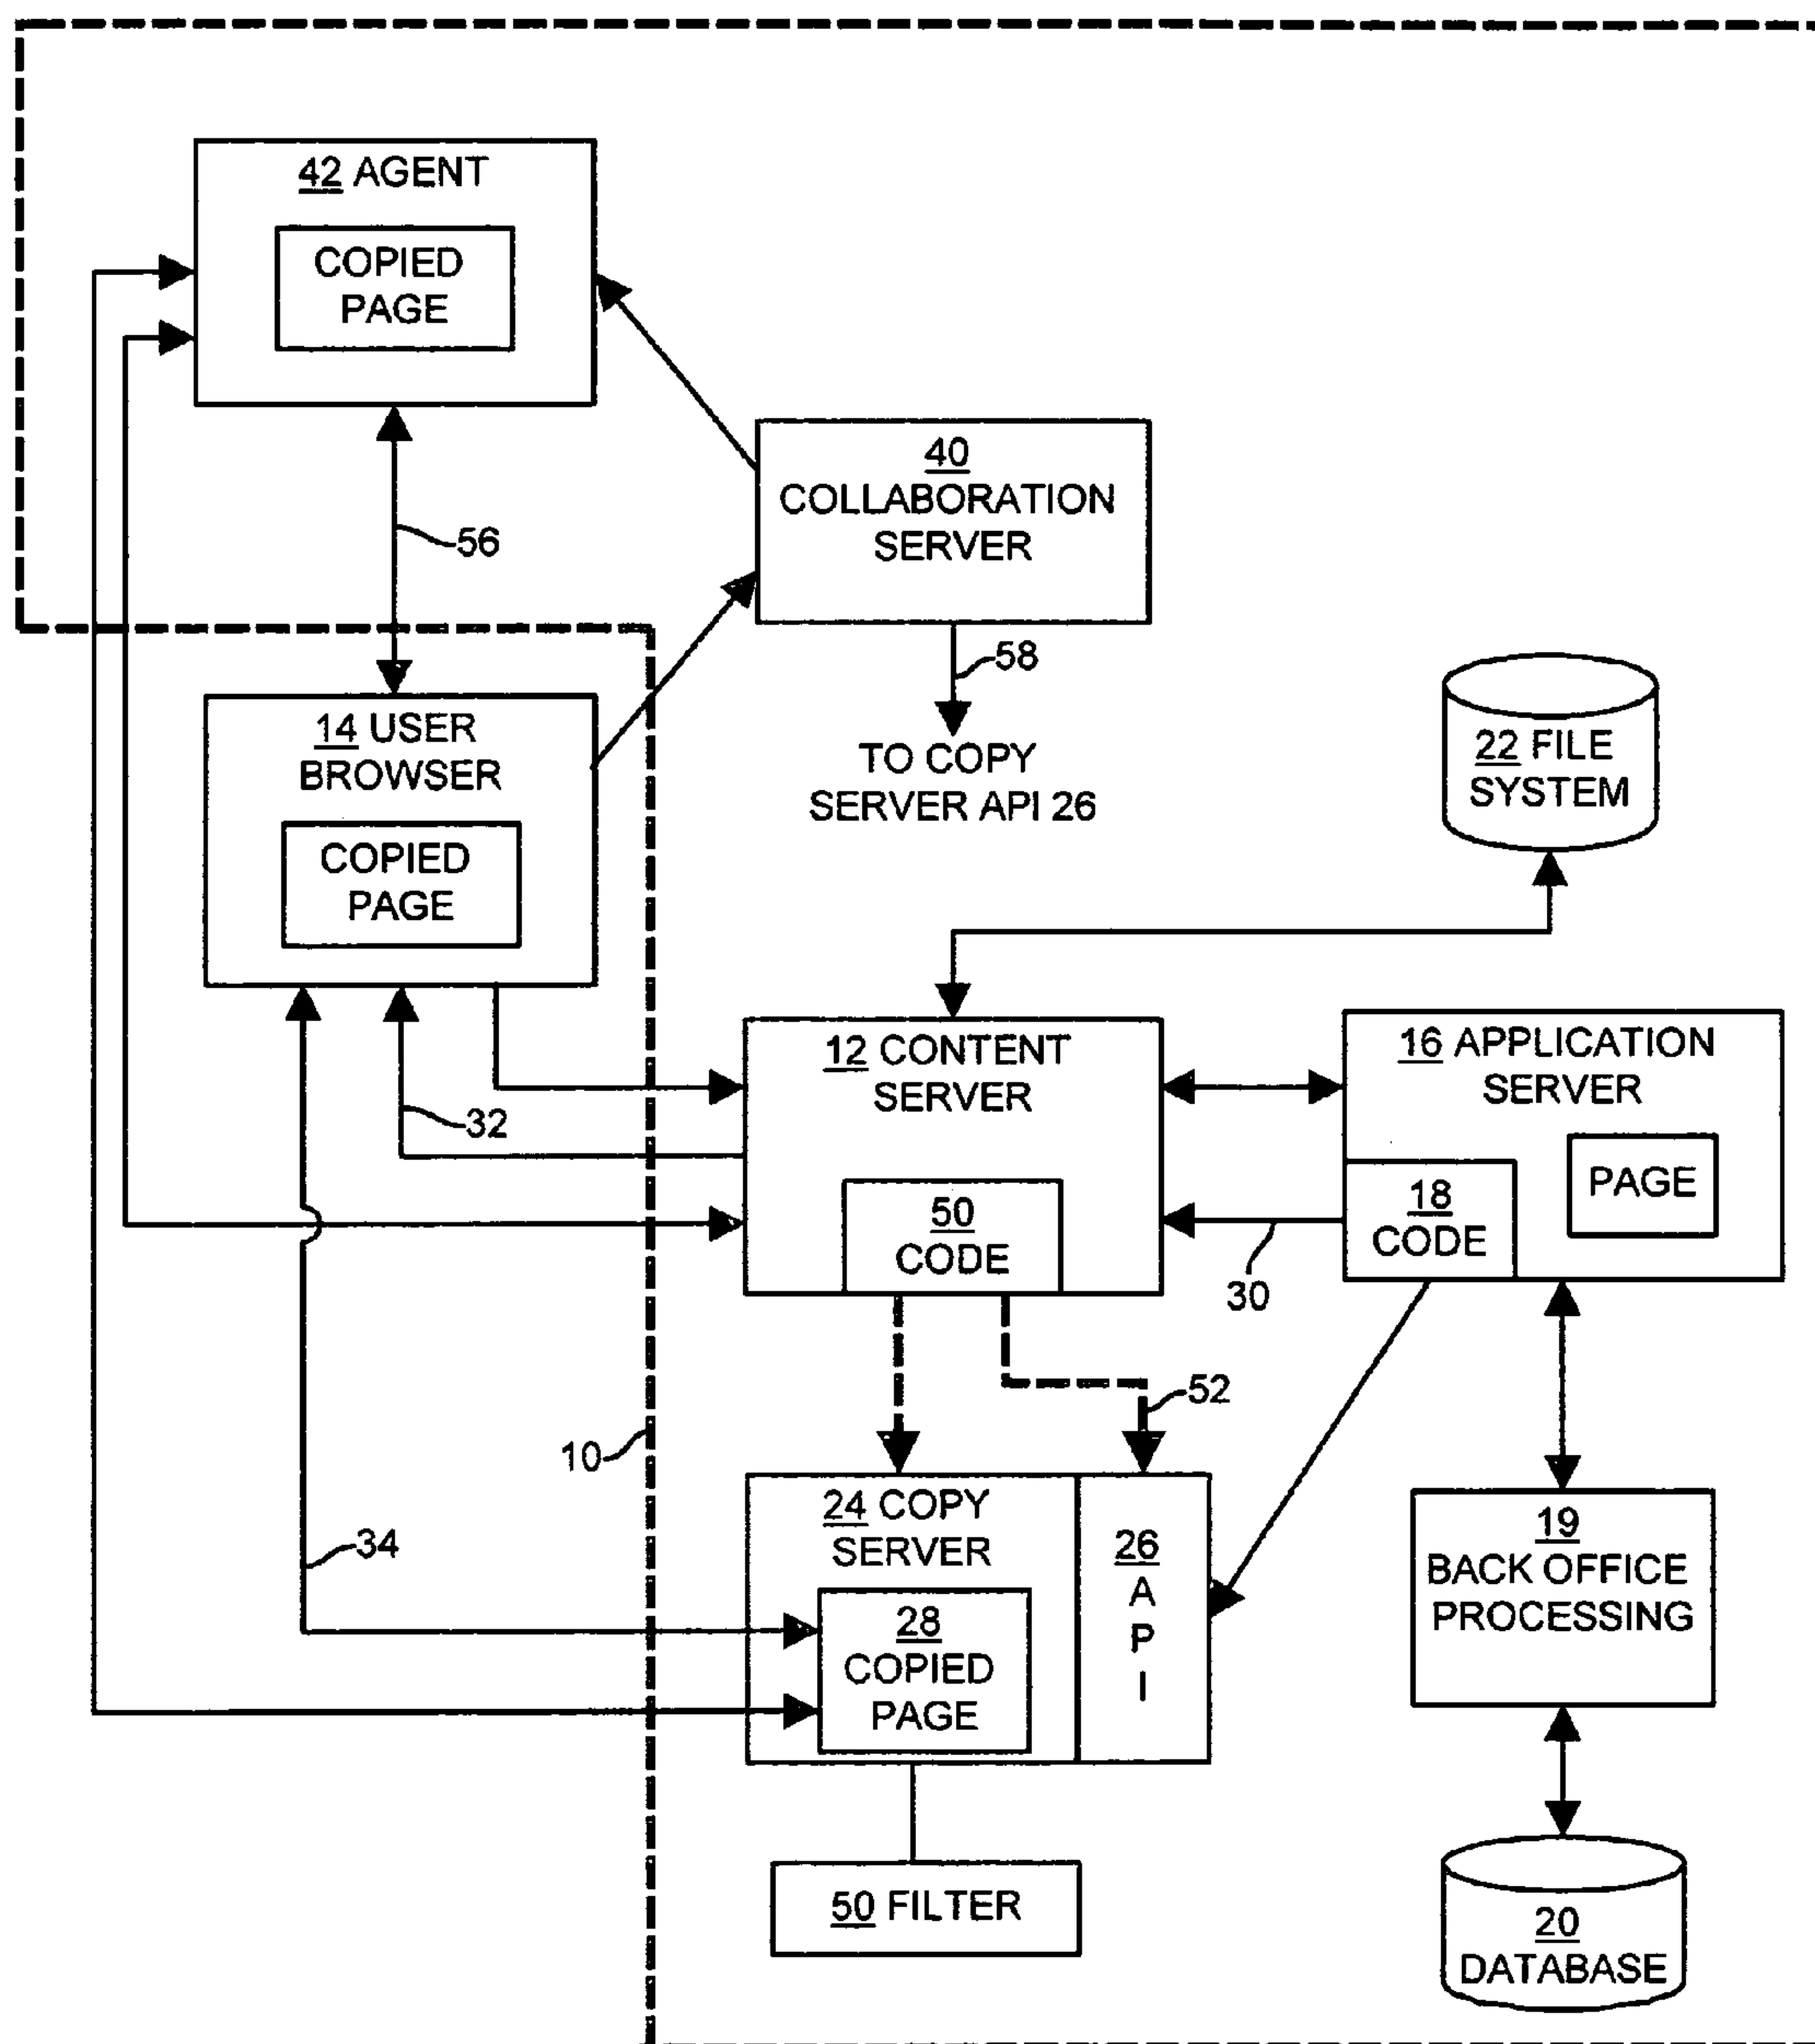 42 AGENT
COPIED
PAGE
40
COLLABORATION
SERVER
56
58
TO COPY
SERVER API 26
14 USER
BROWSER
COPIED
PAGE
22 FILE
SYSTEM
12 CONTENT
SERVER
50
CODE
16 APPLICATION
SERVER
PAGE
18
CODE
32
30
52
10
34
24 COPY
SERVER
28
COPIED
PAGE
26
A
P
I
19
BACK OFFICE
PROCESSING
50 FILTER
20
DATABASE